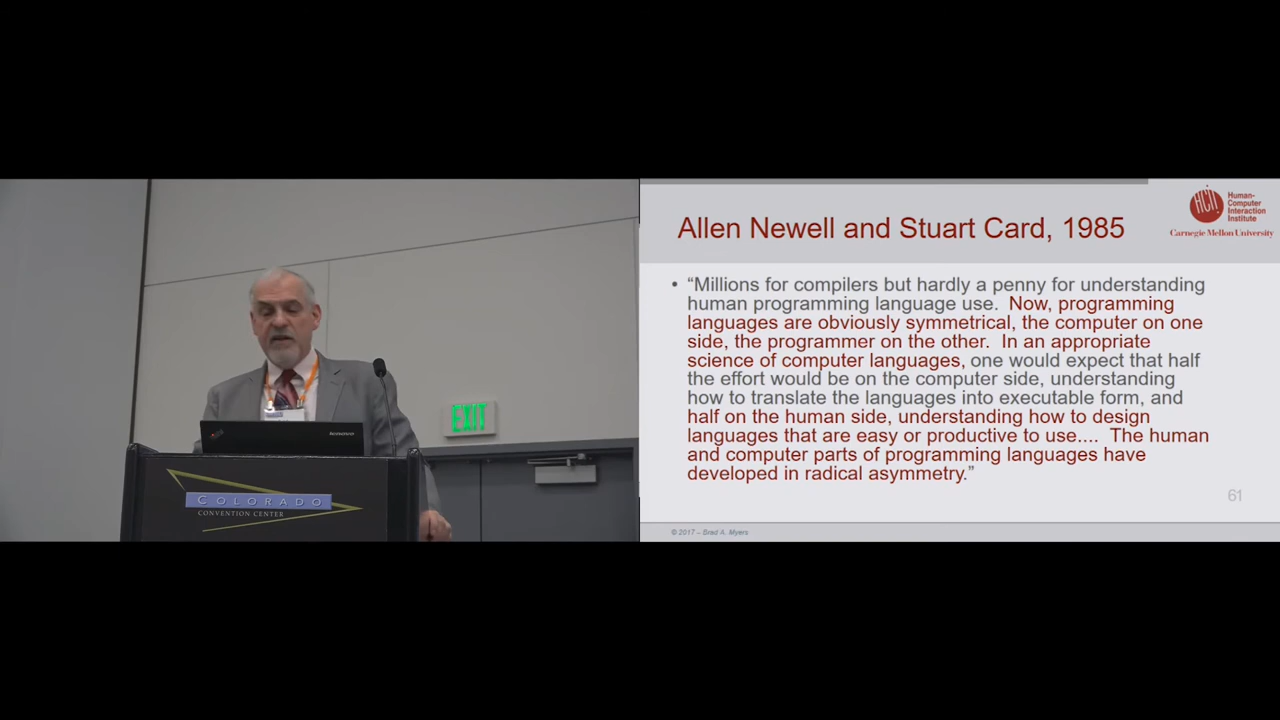 EXIT
lenovo
COLORADO
CONVENTION CENTER
Allen Newell and Stuart Card, 1985
HCII
Human-
Computer
Interaction
Institute
Carnegie Mellon University
• “Millions for compilers but hardly a penny for understanding
human programming language use. Now, programming
languages are obviously symmetrical, the computer on one
side, the programmer on the other. In an appropriate
science of computer languages, one would expect that half
the effort would be on the computer side, understanding
how to translate the languages into executable form, and
half on the human side, understanding how to design
languages that are easy or productive to use.... The human
and computer parts of programming languages have
developed in radical asymmetry.”
61
© 2017 – Brad A. Myers